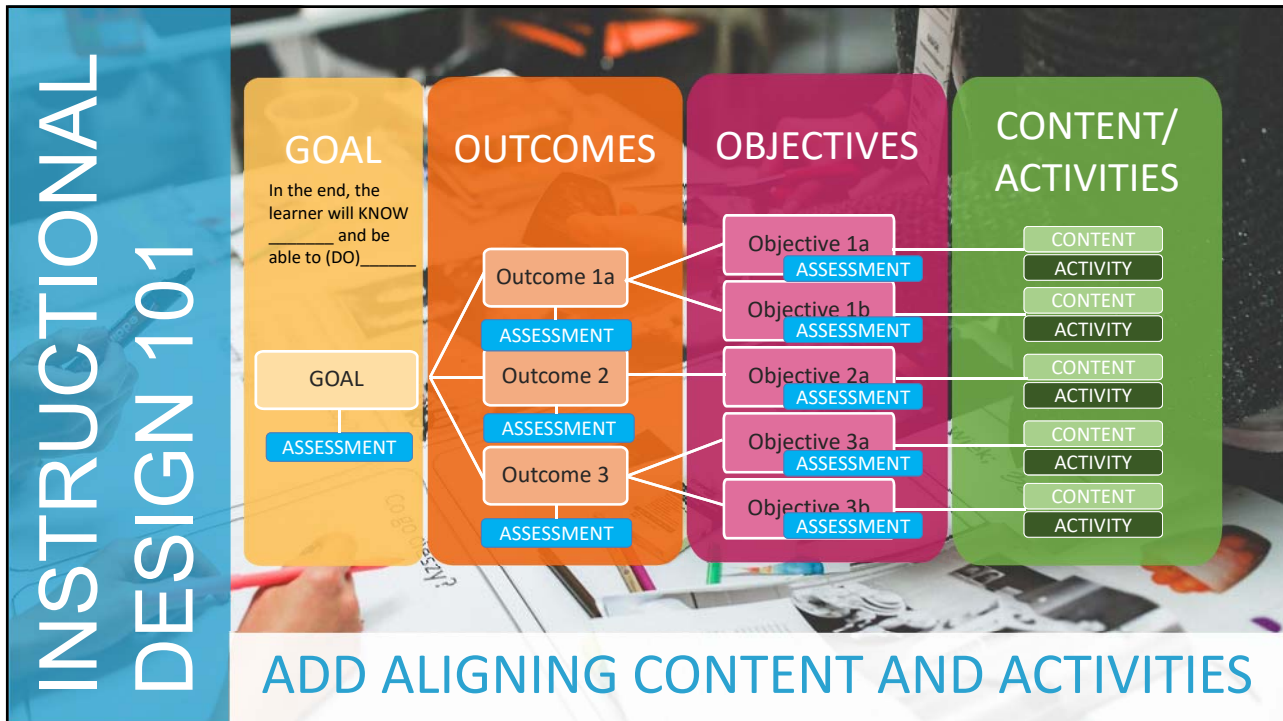 INSTRUCTIONAL
DESIGN 101
GOAL
In the end, the
learner will KNOW
_______ and be
able to (DO)______
GOAL
ASSESSMENT
OUTCOMES
Outcome 1a
ASSESSMENT
Outcome 2
ASSESSMENT
Outcome 3
ASSESSMENT
OBJECTIVES
Objective 1a
ASSESSMENT
Objective 1b
ASSESSMENT
Objective 2a
ASSESSMENT
Objective 3a
ASSESSMENT
Objective 3b
ASSESSMENT
CONTENT/
ACTIVITIES
CONTENT
ACTIVITY
CONTENT
ACTIVITY
CONTENT
ACTIVITY
CONTENT
ACTIVITY
CONTENT
ACTIVITY
ADD ALIGNING CONTENT AND ACTIVITIES